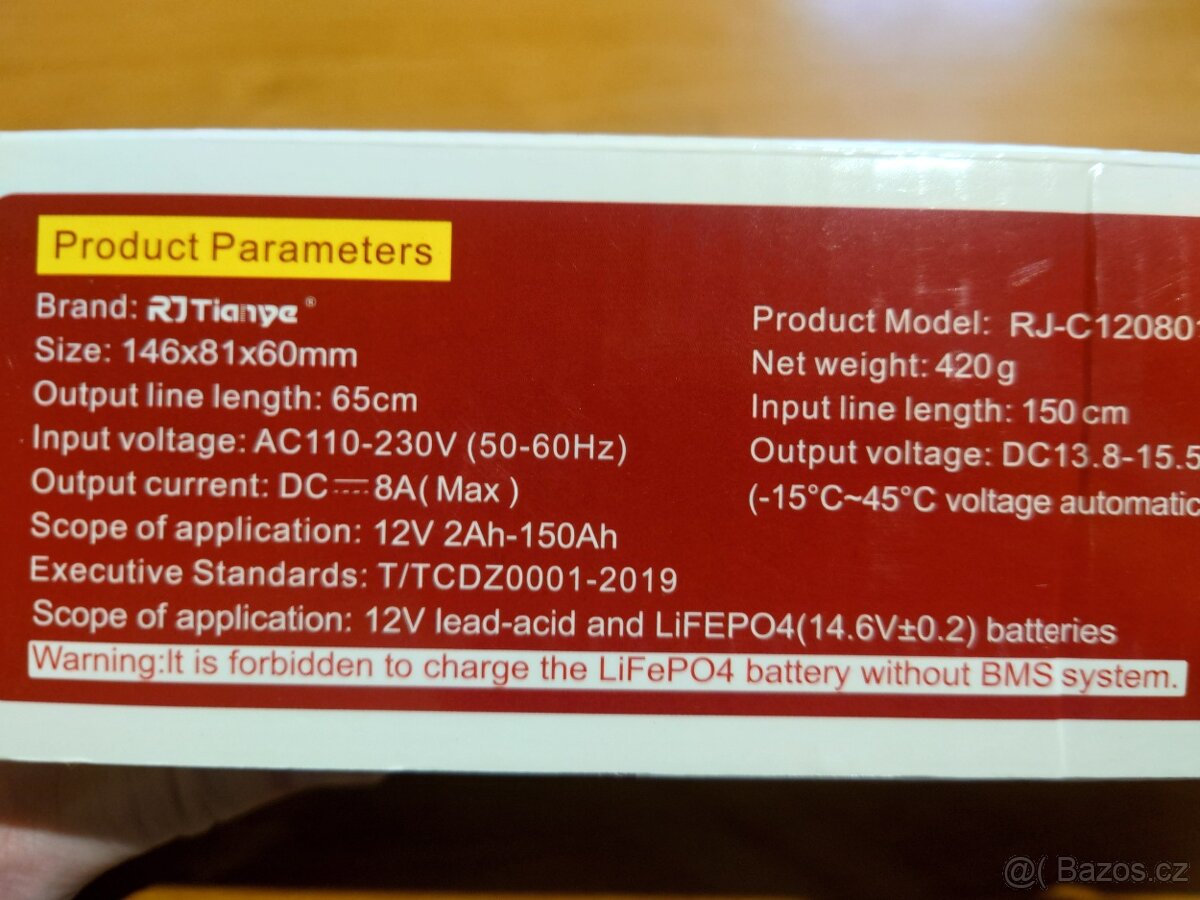 Product Parameters
Brand: RJTianye®
Size: 146x81x60mm
Output line length: 65cm
Input voltage: AC110-230V (50-60Hz)
Output current: DC⎓8A( Max )
Scope of application: 12V 2Ah-150Ah
Executive Standards: T/TCDZ0001-2019
Scope of application: 12V lead-acid and LiFEPO4(14.6V±0.2) batteries
Warning:It is forbidden to charge the LiFePO4 battery without BMS system.
Product Model: RJ-C12080
Net weight: 420g
Input line length: 150 cm
Output voltage: DC13.8-15.5
(-15°C~45°C voltage automatic
@( Bazos.cz